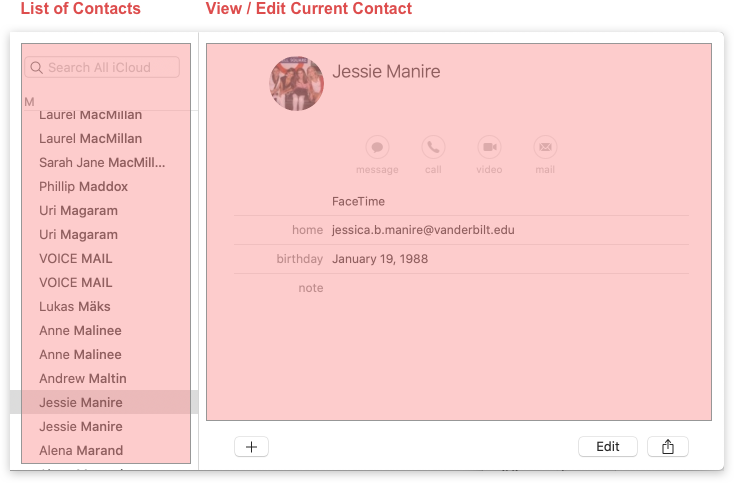 List of Contacts
View / Edit Current Contact
Search All iCloud
M
Laurel MacMillan
Laurel MacMillan
Sarah Jane MacMill...
Phillip Maddox
Uri Magaram
Uri Magaram
VOICE MAIL
VOICE MAIL
Lukas Mäks
Anne Malinee
Anne Malinee
Andrew Maltin
Jessie Manire
Jessie Manire
Alena Marand
Jessie Manire
message call video mail
FaceTime
home jessica.b.manire@vanderbilt.edu
birthday January 19, 1988
note
+ Edit